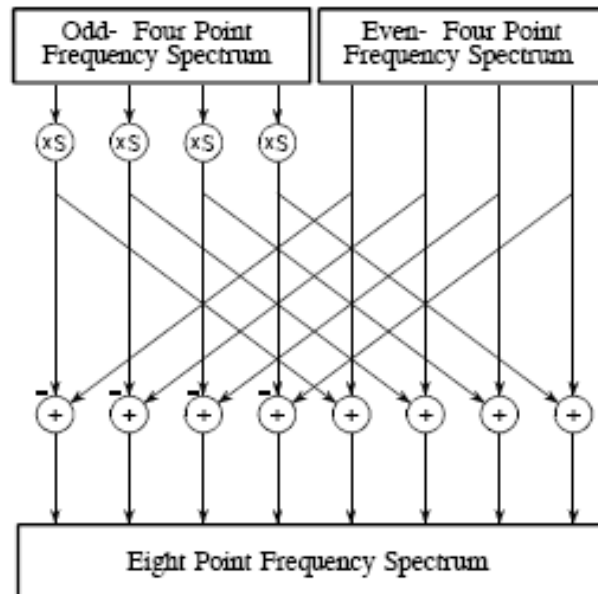 Odd- Four Point
Frequency Spectrum
Even- Four Point
Frequency Spectrum
xS xS xS xS
- - - -
+ + + + + + + +
Eight Point Frequency Spectrum